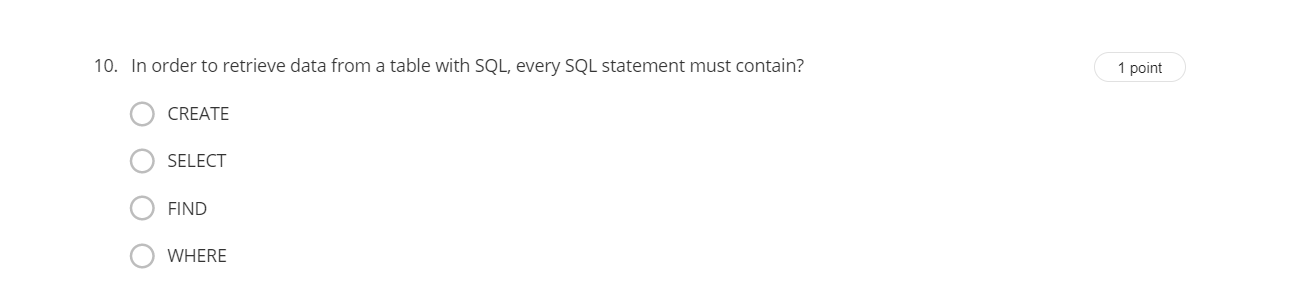 10. In order to retrieve data from a table with SQL, every SQL statement must contain?
1 point
CREATE
SELECT
FIND
WHERE